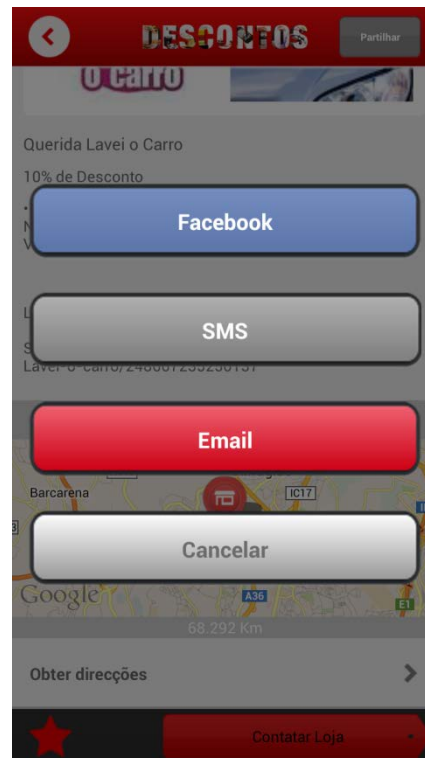 DESCONTOS
Partilhar
o Carro
Querida Lavei o Carro
10% de Desconto
Facebook
SMS
Email
Barcarena
IC17
Cancelar
Google
A36
E1
68.292 Km
Obter direcções
Contatar Loja